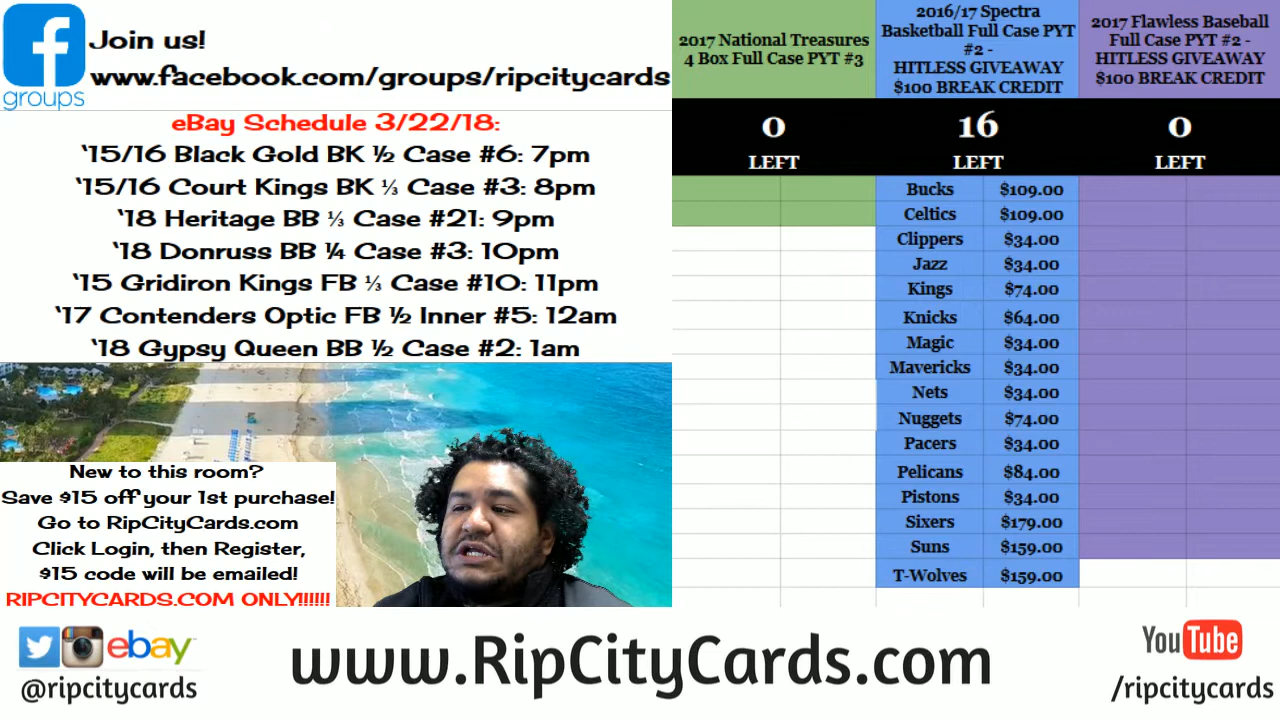 f
groups
Join us!
www.facebook.com/groups/ripcitycards
eBay Schedule 3/22/18:
‘15/16 Black Gold BK ½ Case #6: 7pm
‘15/16 Court Kings BK ⅓ Case #3: 8pm
‘18 Heritage BB ⅓ Case #21: 9pm
‘18 Donruss BB ¼ Case #3: 10pm
‘15 Gridiron Kings FB ⅓ Case #10: 11pm
‘17 Contenders Optic FB ½ Inner #5: 12am
‘18 Gypsy Queen BB ½ Case #2: 1am
New to this room?
Save $15 off your 1st purchase!
Go to RipCityCards.com
Click Login, then Register,
$15 code will be emailed!
RIPCITYCARDS.COM ONLY!!!!!!
2017 National Treasures
4 Box Full Case PYT #3
0
LEFT
2016/17 Spectra
Basketball Full Case PYT
#2 -
HITLESS GIVEAWAY
$100 BREAK CREDIT
16
LEFT
Bucks $109.00
Celtics $109.00
Clippers $34.00
Jazz $34.00
Kings $74.00
Knicks $64.00
Magic $34.00
Mavericks $34.00
Nets $34.00
Nuggets $74.00
Pacers $34.00
Pelicans $84.00
Pistons $34.00
Sixers $179.00
Suns $159.00
T-Wolves $159.00
2017 Flawless Baseball
Full Case PYT #2 -
HITLESS GIVEAWAY
$100 BREAK CREDIT
0
LEFT
ebay
@ripcitycards
www.RipCityCards.com
YouTube
/ripcitycards